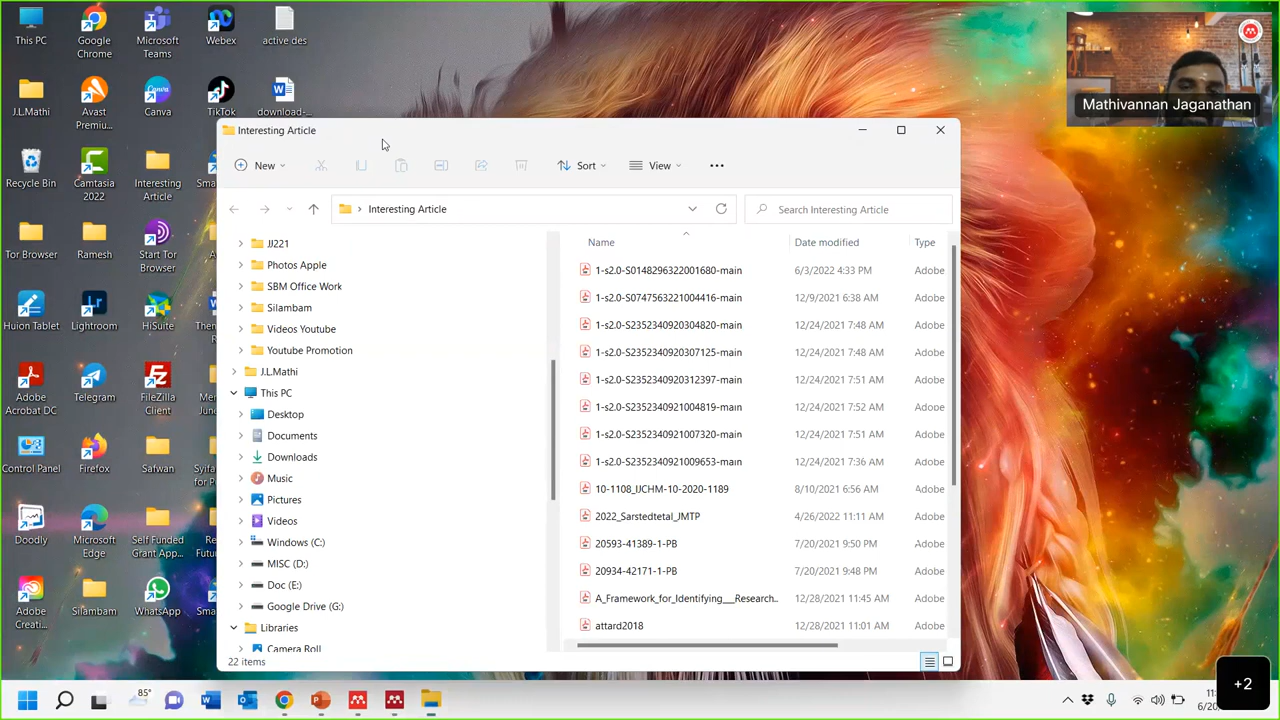 This PC
Google
Chrome
Microsoft
Teams
Webex
active des
J.L.Mathi
Avast
Premiu...
Canva
TikTok
download-...
Mathivannan Jaganathan
Recycle Bin
Camtasia
2022
Interesting
Article
Tor Browser
Ramesh
Start Tor
Browser
Huion Tablet
Lightroom
HiSuite
Adobe
Acrobat DC
Telegram
FileZilla
Client
Control Panel
Firefox
Safwan
Doodly
Microsoft
Edge
Self Funded
Grant App...
Adobe
Creati...
Silambam
WhatsApp
Interesting Article
New
Sort
View
Interesting Article
Search Interesting Article
JJ221
Photos Apple
SBM Office Work
Silambam
Videos Youtube
Youtube Promotion
J.L.Mathi
This PC
Desktop
Documents
Downloads
Music
Pictures
Videos
Windows (C:)
MISC (D:)
Doc (E:)
Google Drive (G:)
Libraries
Camera Roll
Name Date modified Type
1-s2.0-S0148296322001680-main 6/3/2022 4:33 PM Adobe
1-s2.0-S0747563221004416-main 12/9/2021 6:38 AM Adobe
1-s2.0-S2352340920304820-main 12/24/2021 7:48 AM Adobe
1-s2.0-S2352340920307125-main 12/24/2021 7:48 AM Adobe
1-s2.0-S2352340920312397-main 12/24/2021 7:51 AM Adobe
1-s2.0-S2352340921004819-main 12/24/2021 7:52 AM Adobe
1-s2.0-S2352340921007320-main 12/24/2021 7:51 AM Adobe
1-s2.0-S2352340921009653-main 12/24/2021 7:36 AM Adobe
10-1108_IJCHM-10-2020-1189 8/10/2021 6:56 AM Adobe
2022_Sarstedtetal_JMTP 4/26/2022 11:11 AM Adobe
20593-41389-1-PB 7/20/2021 9:50 PM Adobe
20934-42171-1-PB 7/20/2021 9:48 PM Adobe
A_Framework_for_Identifying__Research... 12/28/2021 11:45 AM Adobe
attard2018 12/28/2021 11:01 AM Adobe
22 items
85°
+2